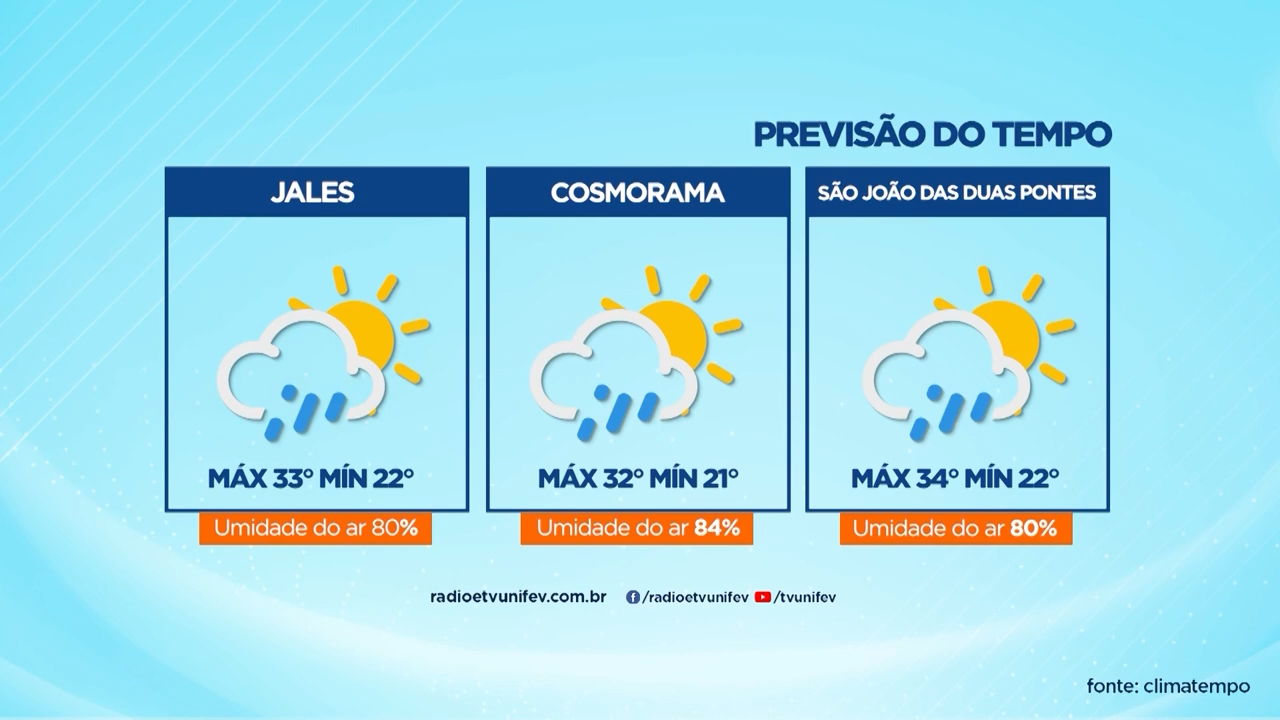 PREVISÃO DO TEMPO
JALES
MÁX 33° MÍN 22°
Umidade do ar 80%
COSMORAMA
MÁX 32° MÍN 21°
Umidade do ar 84%
SÃO JOÃO DAS DUAS PONTES
MÁX 34° MÍN 22°
Umidade do ar 80%
radioetvunifev.com.br /radioetvunifev /tvunifev
fonte: climatempo